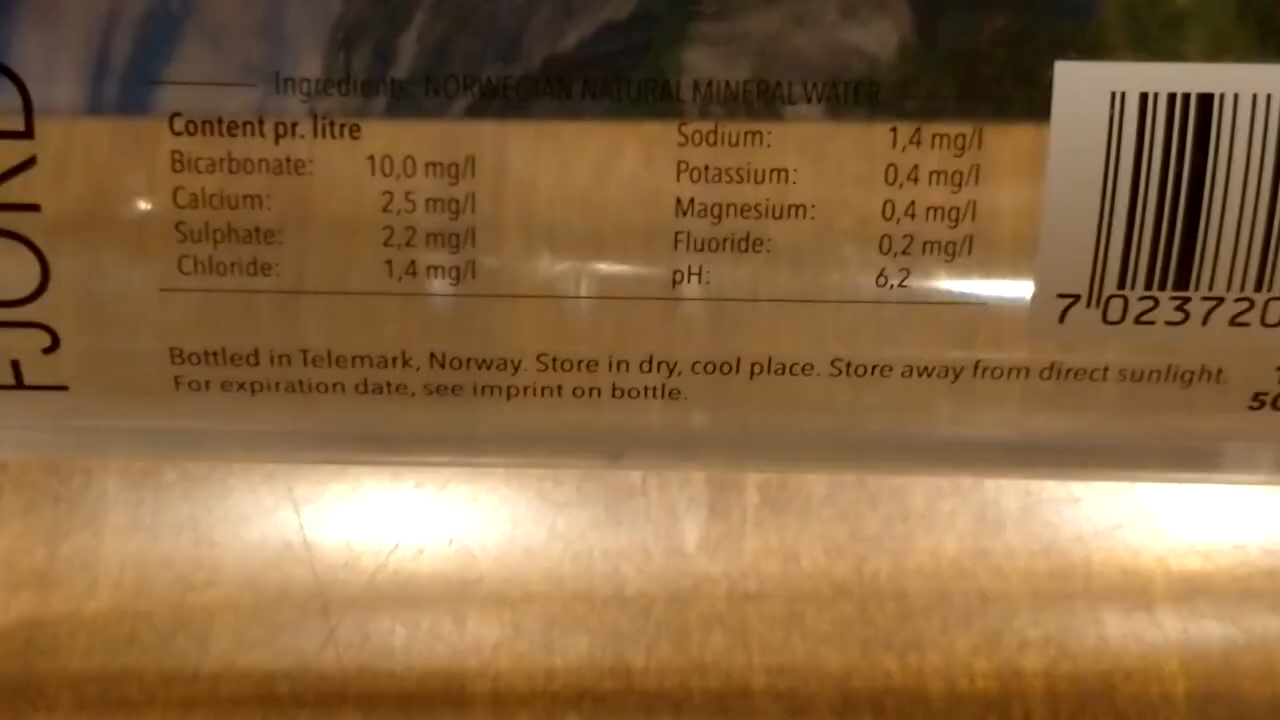 FJORD
Ingredients: NORWEGIAN NATURAL MINERAL WATER
Content pr. litre
Bicarbonate: 10,0 mg/l
Calcium: 2,5 mg/l
Sulphate: 2,2 mg/l
Chloride: 1,4 mg/l
Sodium: 1,4 mg/l
Potassium: 0,4 mg/l
Magnesium: 0,4 mg/l
Fluoride: 0,2 mg/l
pH: 6,2
Bottled in Telemark, Norway. Store in dry, cool place. Store away from direct sunlight.
For expiration date, see imprint on bottle.
7 023720